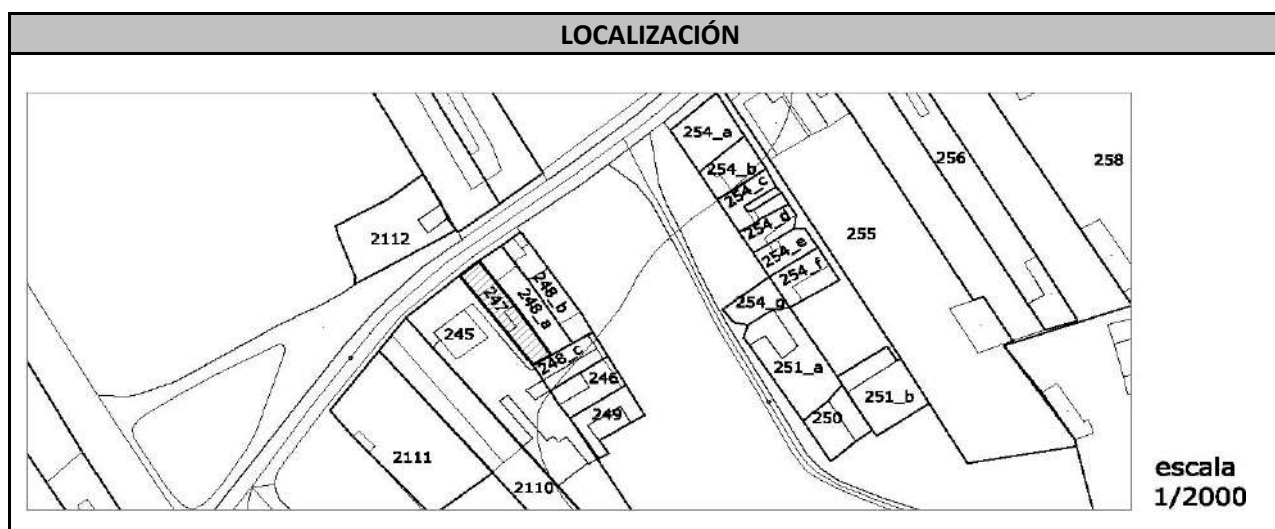 LOCALIZACIÓN
254_a
254_b
256
258
254_c
254_d
2112
255
254_e
254_f
248_b
247
248_a
254_g
245
248_c
251_a
246
251_b
249
250
2111
2110
escala
1/2000